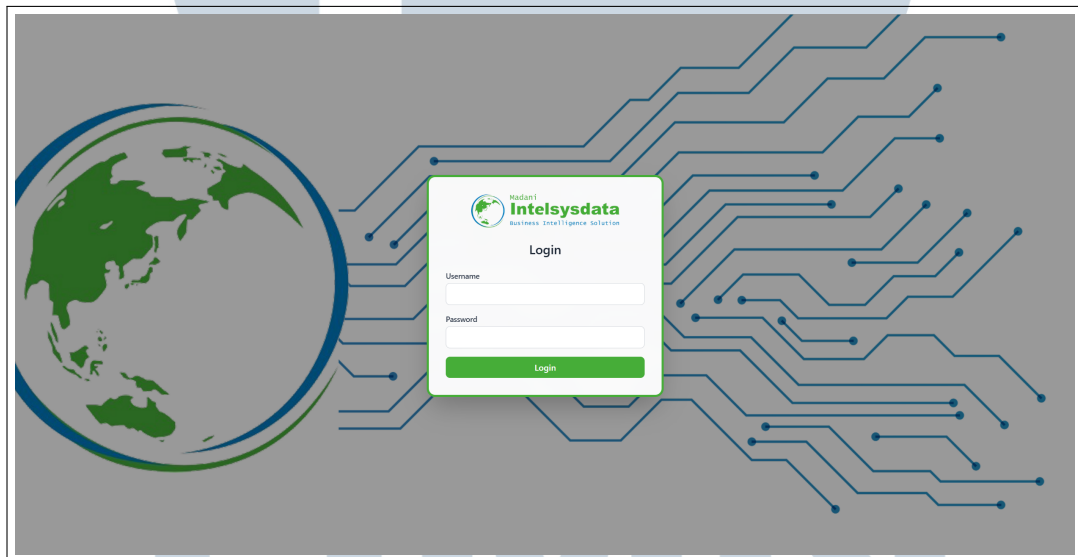 Madani
Intelsysdata
Business Intelligence Solution
Login
Username
Password
Login